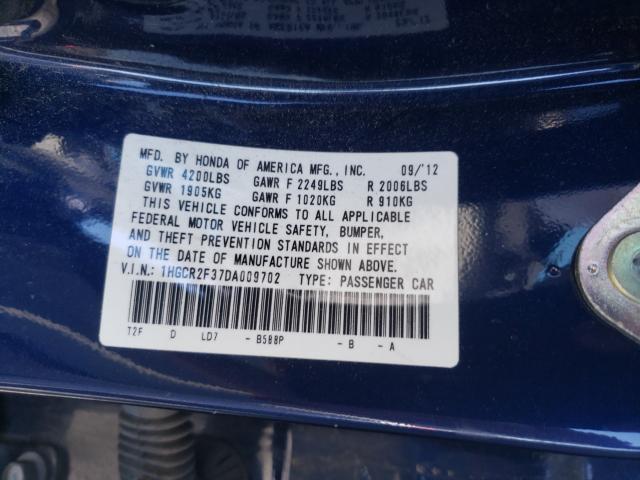 MFD. BY HONDA OF AMERICA MFG., INC. 09/'12
GVWR 4200LBS GAWR F 2249LBS R 2006LBS
GVWR 1905KG GAWR F 1020KG R 910KG
THIS VEHICLE CONFORMS TO ALL APPLICABLE
FEDERAL MOTOR VEHICLE SAFETY, BUMPER,
AND THEFT PREVENTION STANDARDS IN EFFECT
ON THE DATE OF MANUFACTURE SHOWN ABOVE.
V.I.N.: 1HGCR2F37DA009702 TYPE: PASSENGER CAR
T2F D LD7 - B588P - B - A